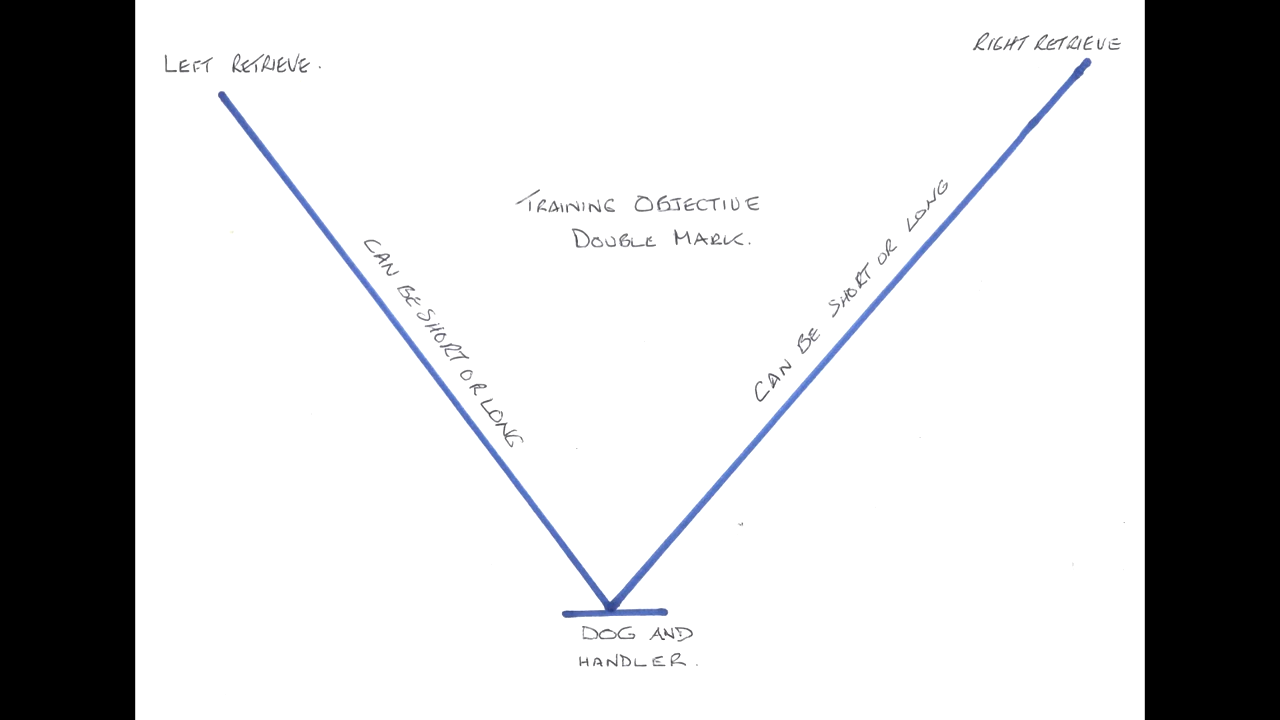 RIGHT RETRIEVE
LEFT RETRIEVE.
TRAINING OBJECTIVE
DOUBLE MARK.
CAN BE SHORT OR LONG
CAN BE SHORT OR LONG
DOG AND
HANDLER.